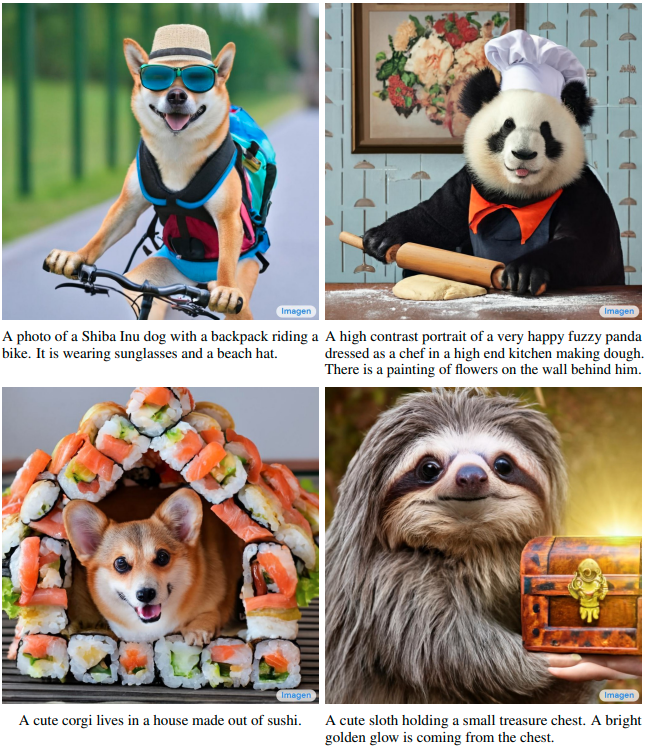 Imagen
Imagen
A photo of a Shiba Inu dog with a backpack riding a
bike. It is wearing sunglasses and a beach hat.
A high contrast portrait of a very happy fuzzy panda
dressed as a chef in a high end kitchen making dough.
There is a painting of flowers on the wall behind him.
Imagen
Imagen
A cute corgi lives in a house made out of sushi.
A cute sloth holding a small treasure chest. A bright
golden glow is coming from the chest.